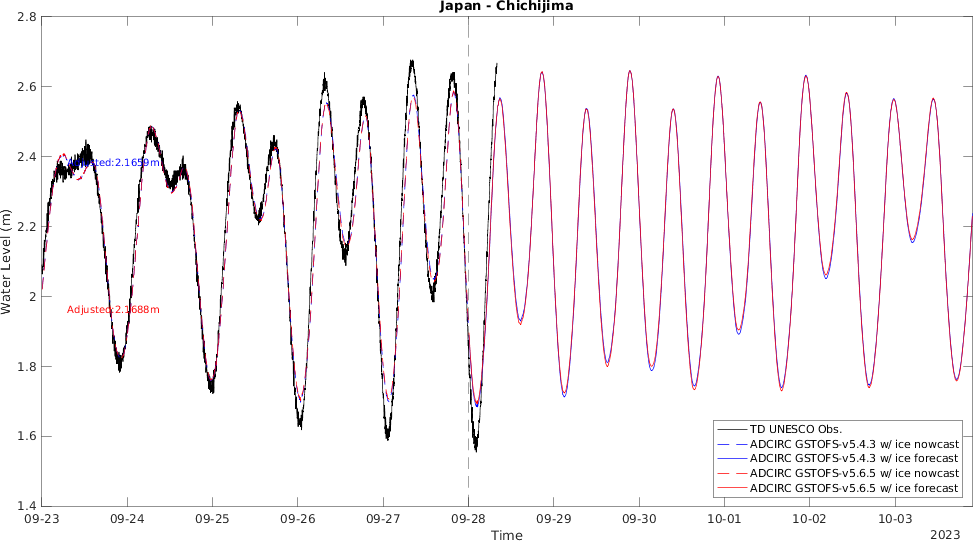 Japan - Chichijima
2.8
2.6
2.4
2.2
2
1.8
1.6
1.4
Water Level (m)
Adjusted:2.1659m
Adjusted:2.1688m
TD UNESCO Obs.
ADCIRC GSTOFS-v5.4.3 w/ ice nowcast
ADCIRC GSTOFS-v5.4.3 w/ ice forecast
ADCIRC GSTOFS-v5.6.5 w/ ice nowcast
ADCIRC GSTOFS-v5.6.5 w/ ice forecast
09-23 09-24 09-25 09-26 09-27 09-28 09-29 09-30 10-01 10-02 10-03
Time
2023